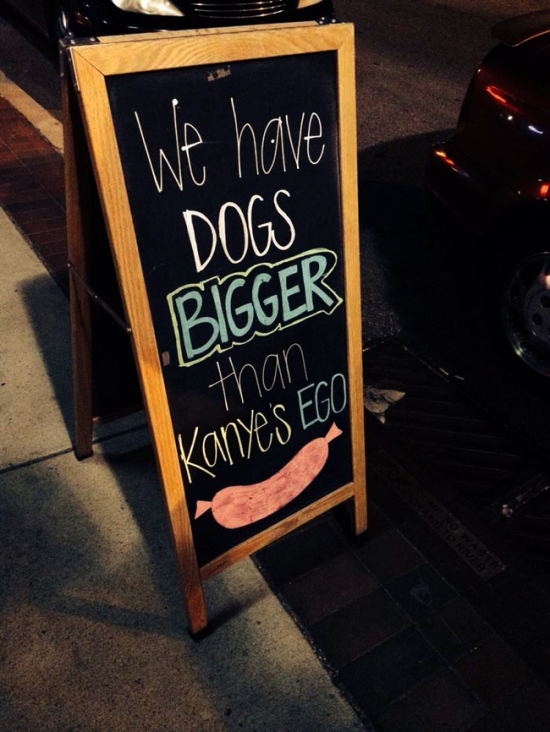 We have
DOGS
BIGGER
than
Kanye's EGO